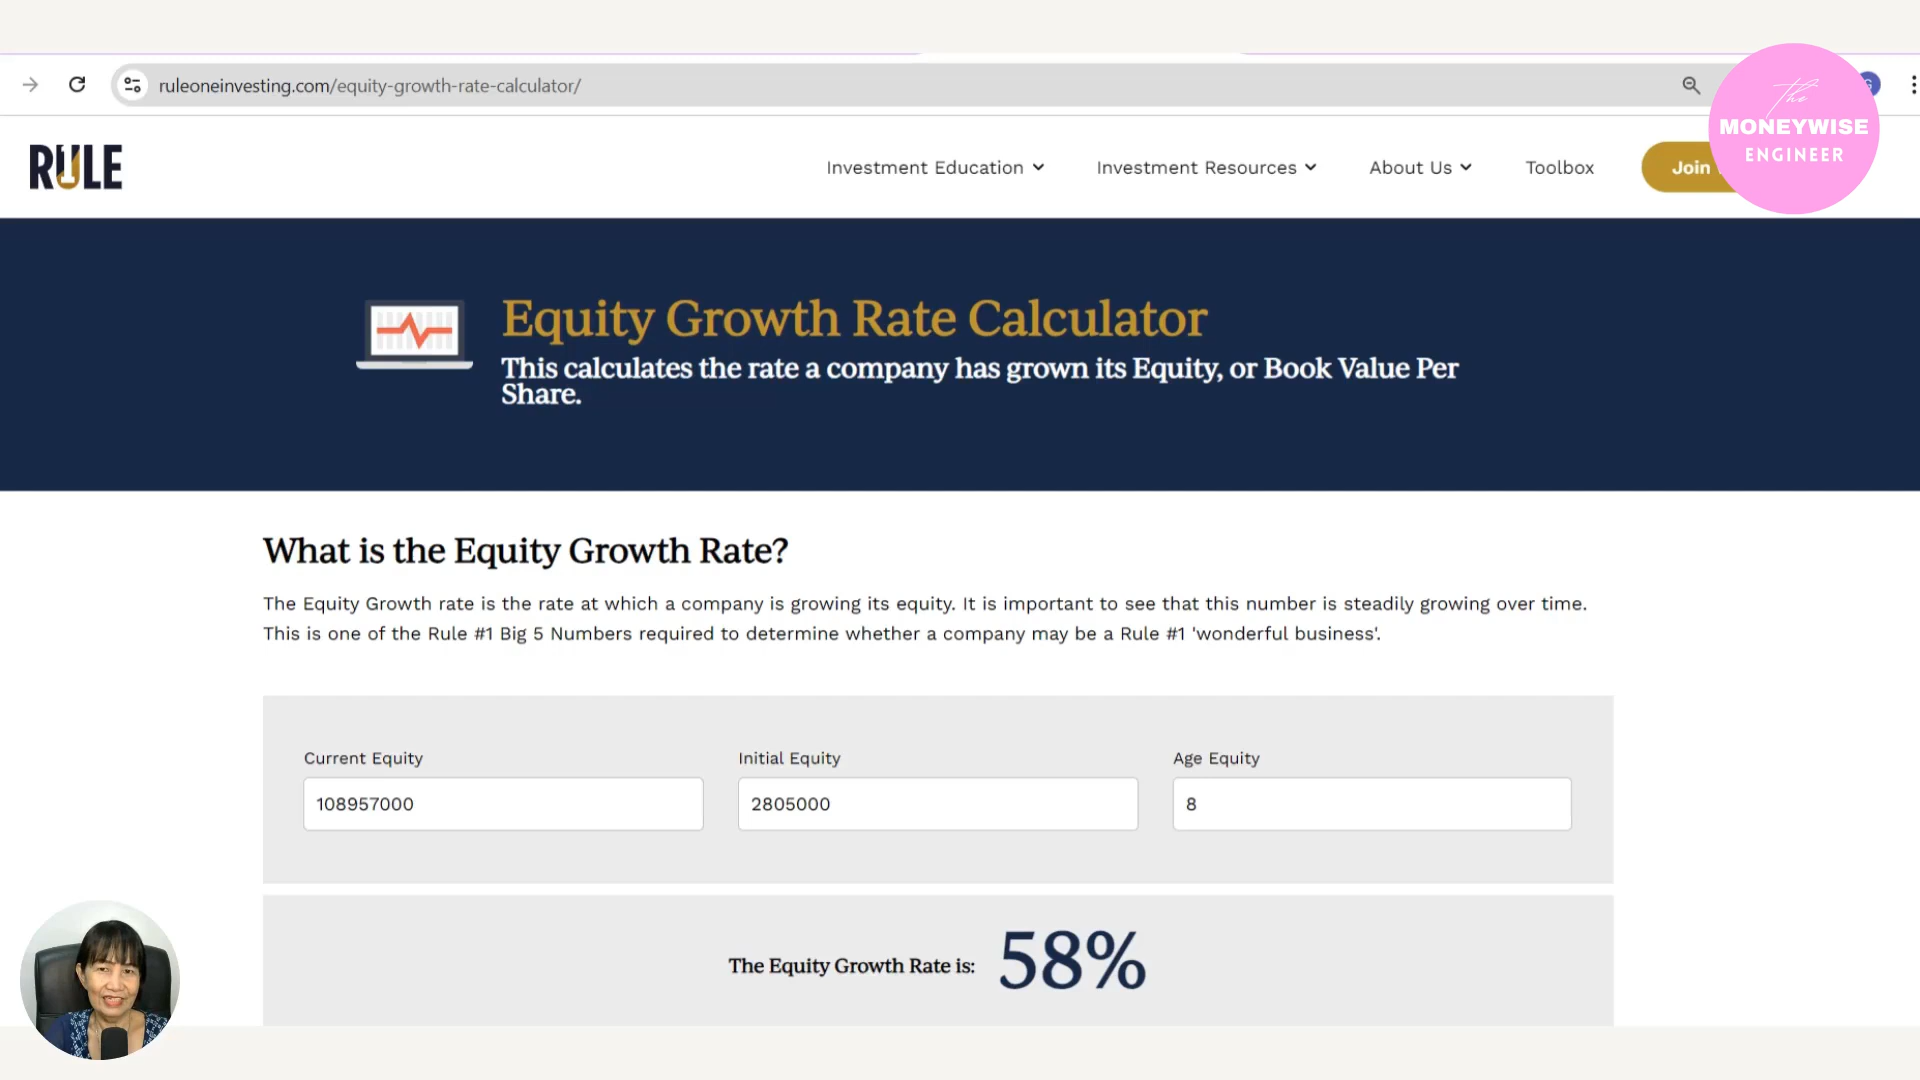 ruleoneinvesting.com/equity-growth-rate-calculator/
the
MONEYWISE
ENGINEER
RULE
Investment Education
Investment Resources
About Us
Toolbox
Join
Equity Growth Rate Calculator
This calculates the rate a company has grown its Equity, or Book Value Per
Share.
What is the Equity Growth Rate?
The Equity Growth rate is the rate at which a company is growing its equity. It is important to see that this number is steadily growing over time.
This is one of the Rule #1 Big 5 Numbers required to determine whether a company may be a Rule #1 'wonderful business'.
Current Equity
Initial Equity
Age Equity
108957000
2805000
8
The Equity Growth Rate is: 58%